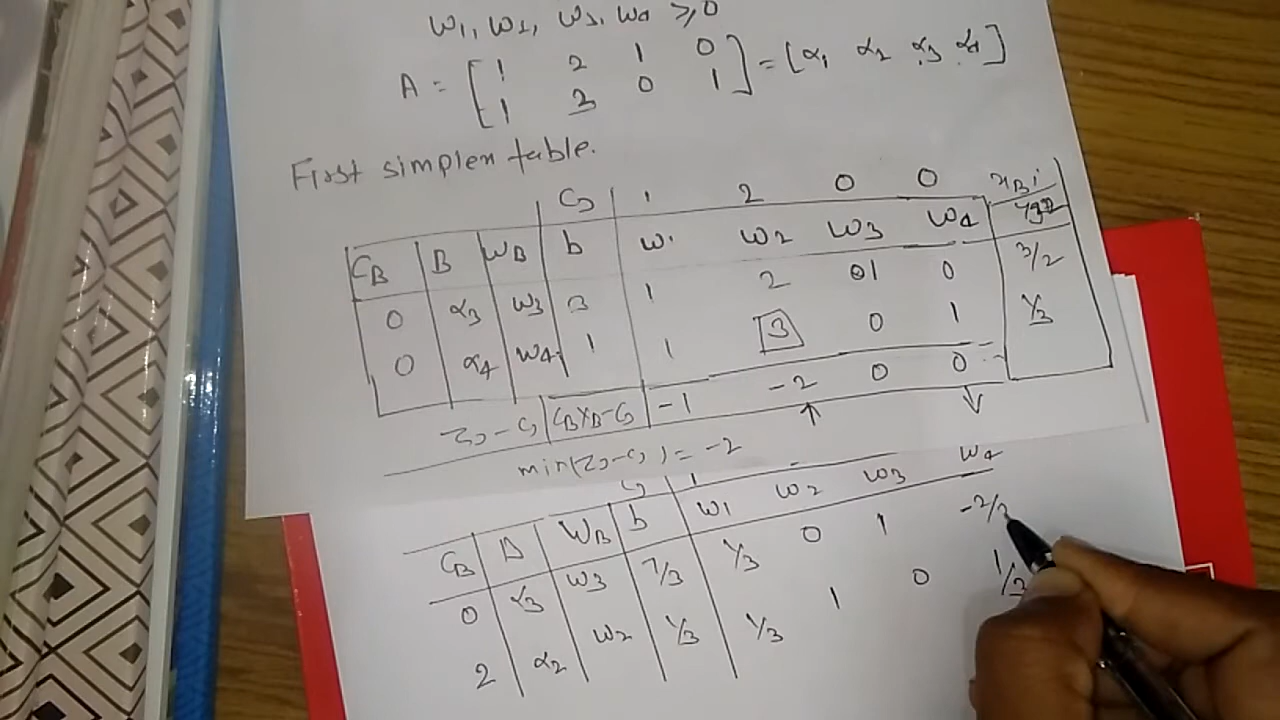 w1, w2, w3, w4 ≥ 0
A = [ 1 2 1 0
1 3 0 1 ] = [α1 α2 α3 α4]
First simplex table.
Cj 1 2 0 0
CB B WB b w1 w2 w3 w4 xBi
0 α3 w3 3 1 2 01 0 3/2
0 α4 w4 1 1 3 0 1 1/3
zj-cj CBXB-Cj -1 -2 0 0
min(zj-cj) = -2
Cj 1
CB B WB b w1 w2 w3 w4
0 α3 w3 7/3 1/3 0 1 -2/3
2 α2 w2 1/3 1/3 1 0 1/3